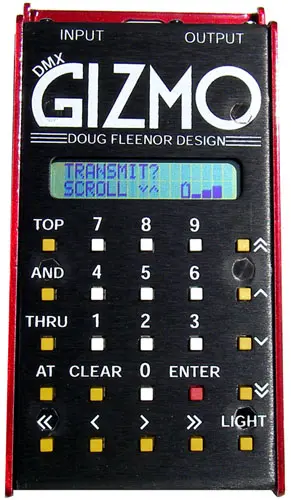 INPUT OUTPUT
DMX
GIZMO
DOUG FLEENOR DESIGN
TRANSMIT?
SCROLL ^^ 0
TOP 7 8 9
AND 4 5 6
THRU 1 2 3
AT CLEAR 0 ENTER
« < > » LIGHT